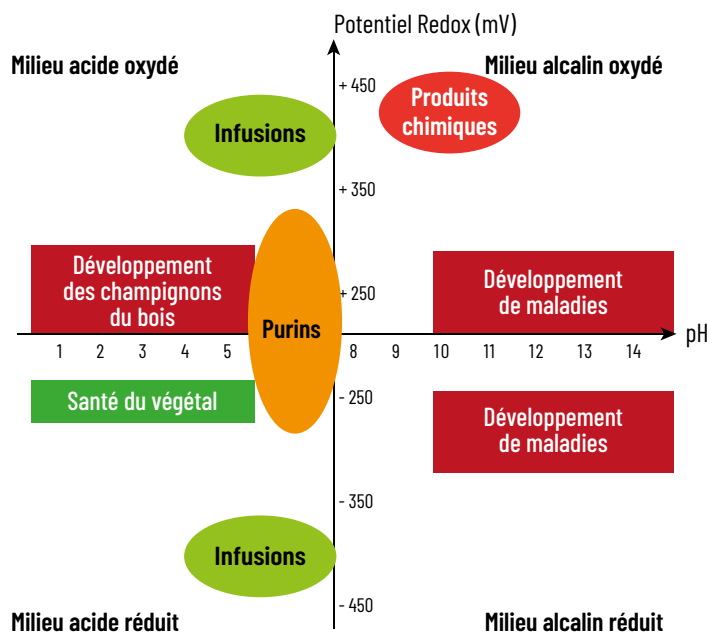 Potentiel Redox (mV)
Milieu acide oxydé
Milieu alcalin oxydé
+ 450
Produits
chimiques
Infusions
+ 350
Développement
des champignons
du bois
+ 250
Développement
de maladies
Purins
pH
1 2 3 4 5 8 9 10 11 12 13 14
Santé du végétal
- 250
Développement
de maladies
- 350
Infusions
- 450
Milieu acide réduit
Milieu alcalin réduit